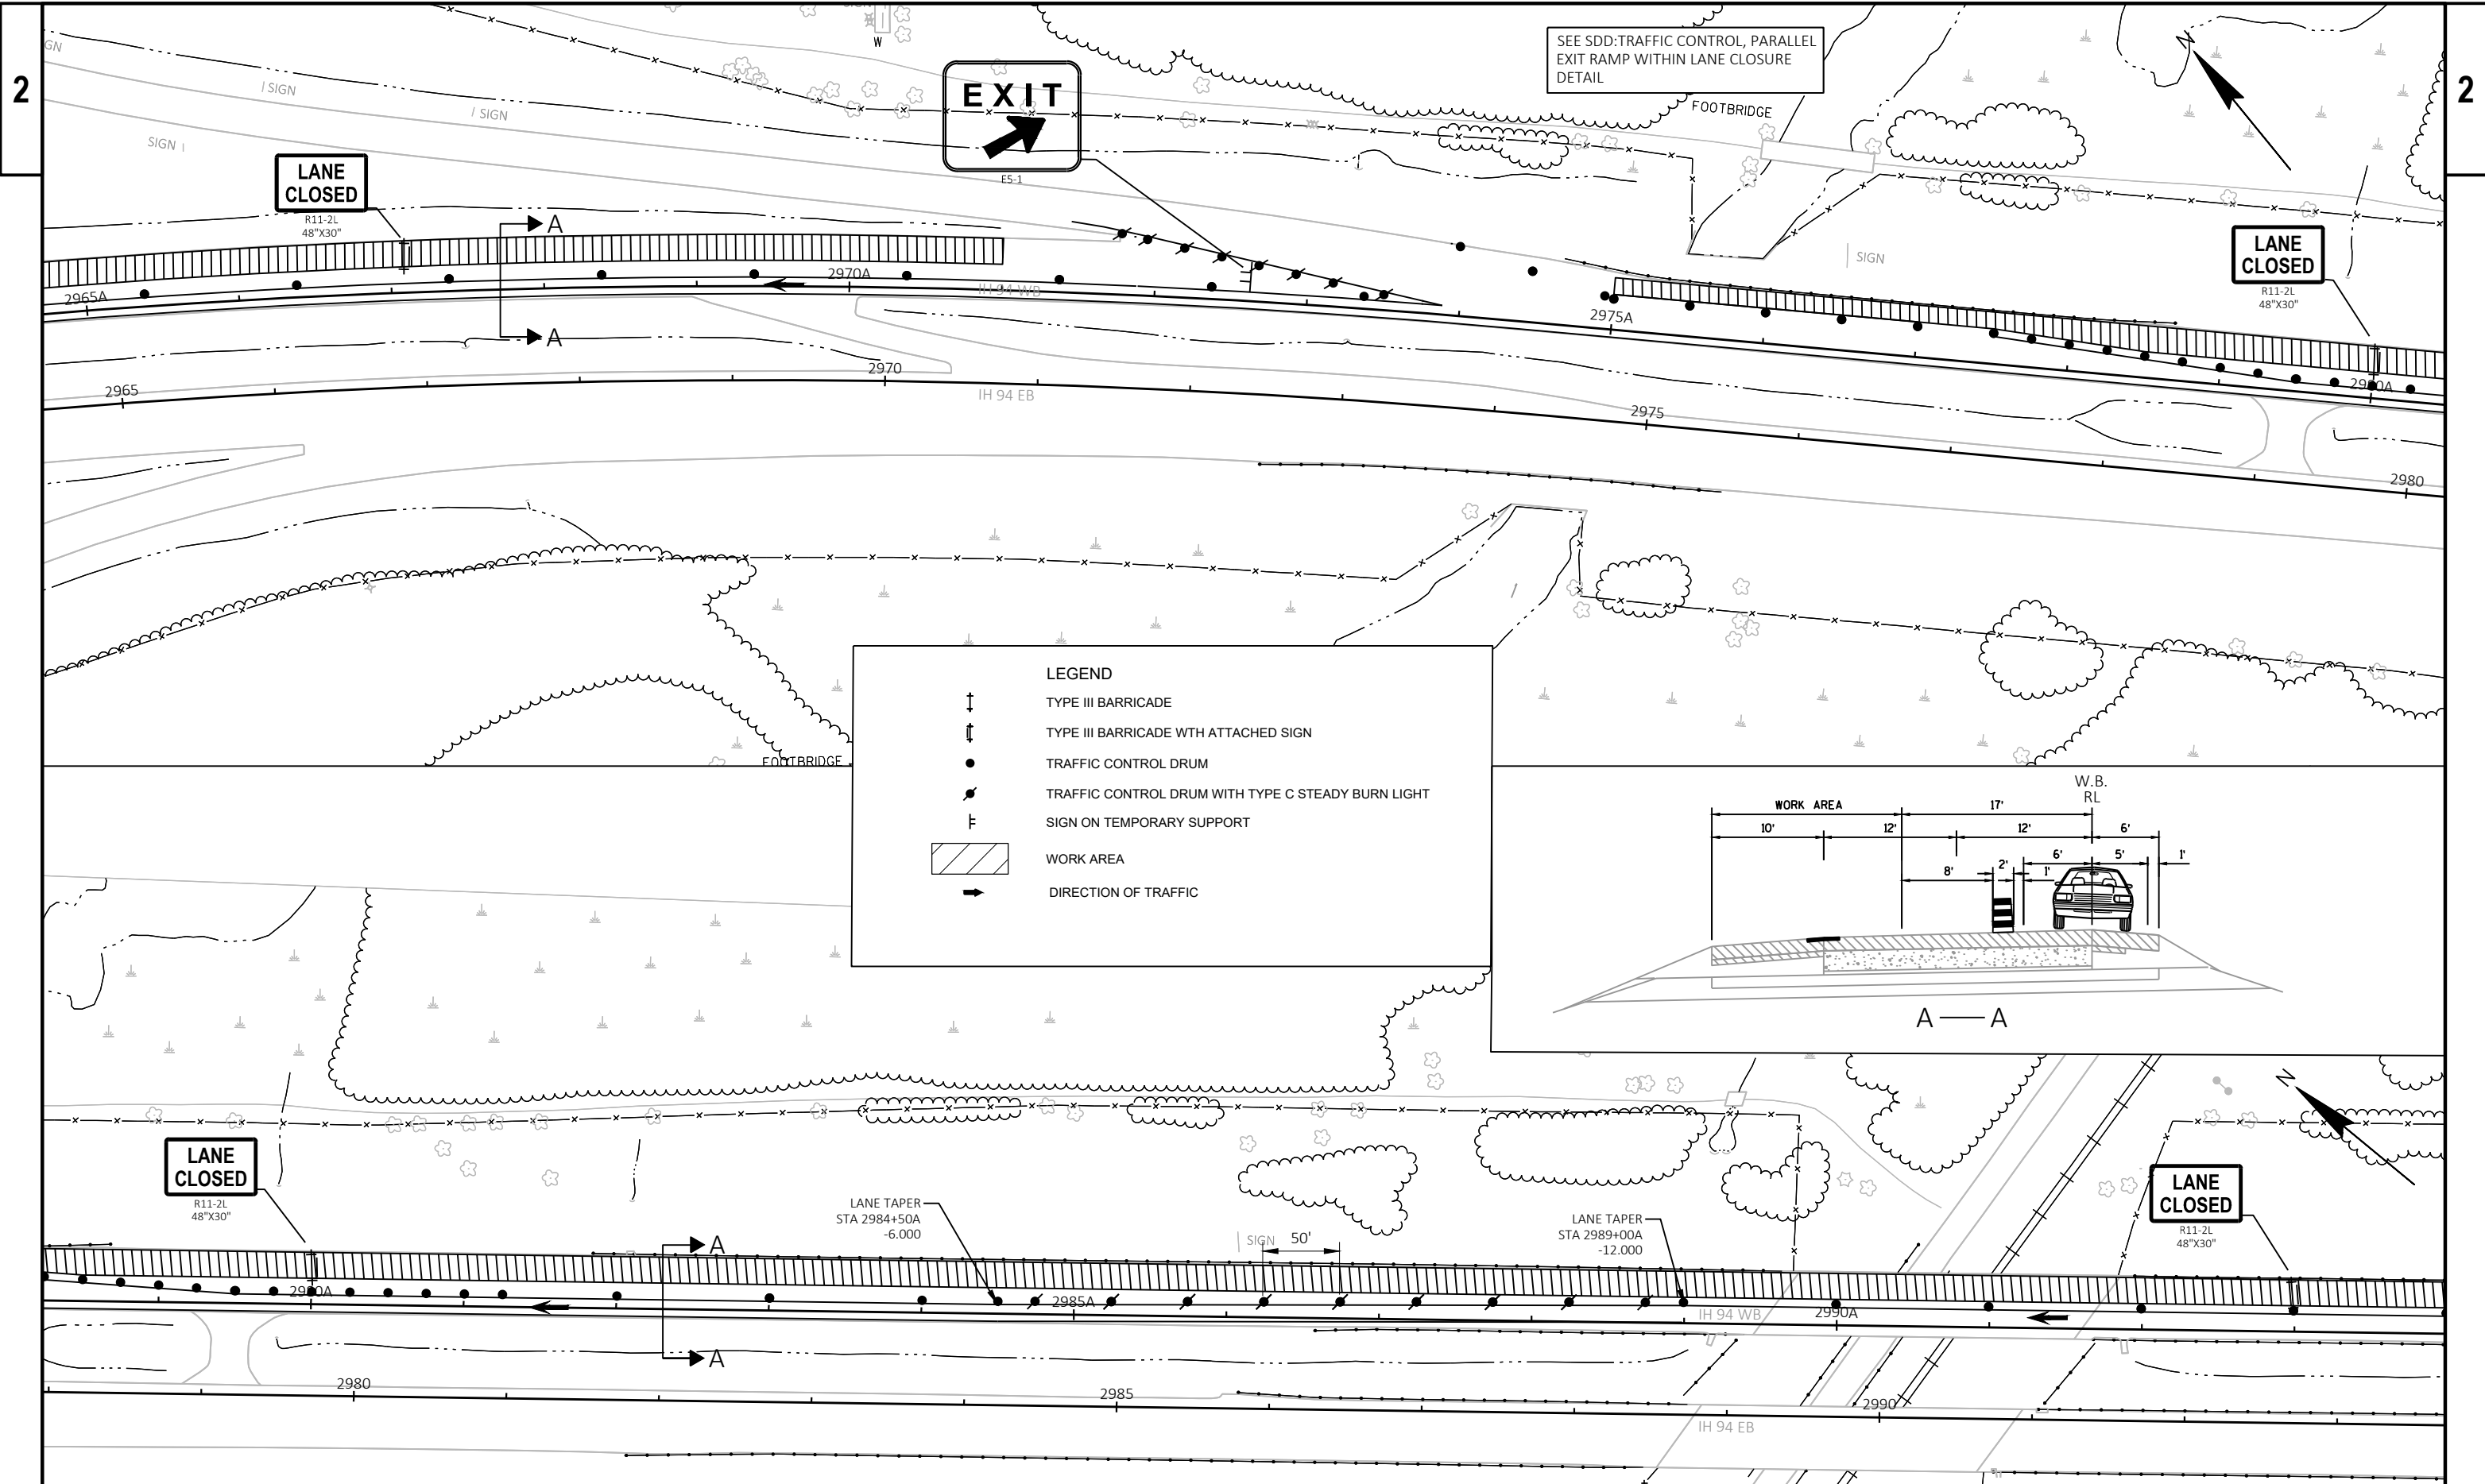 2
2
SIGN
W
SEE SDD:TRAFFIC CONTROL, PARALLEL
EXIT RAMP WITHIN LANE CLOSURE
DETAIL
N
GN
SIGN
SIGN
SIGN
EXIT
E5-1
FOOTBRIDGE
LANE
CLOSED
R11-2L
48"X30"
A
A
SIGN
LANE
CLOSED
R11-2L
48"X30"
2965A
2970A
IH 94 WB
2975A
2980A
2965
2970
IH 94 EB
2975
2980
FOOTBRIDGE
LEGEND
TYPE III BARRICADE
TYPE III BARRICADE WTH ATTACHED SIGN
TRAFFIC CONTROL DRUM
TRAFFIC CONTROL DRUM WITH TYPE C STEADY BURN LIGHT
SIGN ON TEMPORARY SUPPORT
WORK AREA
DIRECTION OF TRAFFIC
W.B.
RL
WORK AREA
17'
10'
12'
12'
6'
6'
5'
1'
8'
2'
1'
A — A
N
LANE
CLOSED
R11-2L
48"X30"
LANE TAPER
STA 2984+50A
-6.000
SIGN
50'
LANE TAPER
STA 2989+00A
-12.000
LANE
CLOSED
R11-2L
48"X30"
A
A
2980A
2985A
IH 94 WB
2990A
2980
2985
2990
IH 94 EB